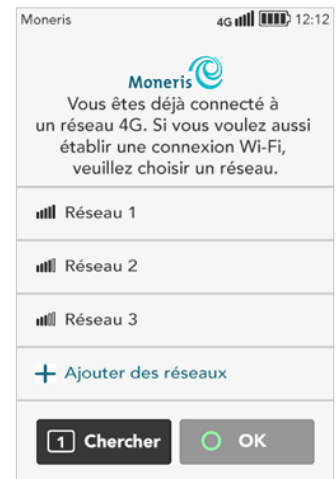 Moneris 4G 12:12
Moneris
Vous êtes déjà connecté à
un réseau 4G. Si vous voulez aussi
établir une connexion Wi-Fi,
veuillez choisir un réseau.
Réseau 1
Réseau 2
Réseau 3
+ Ajouter des réseaux
1 Chercher OK